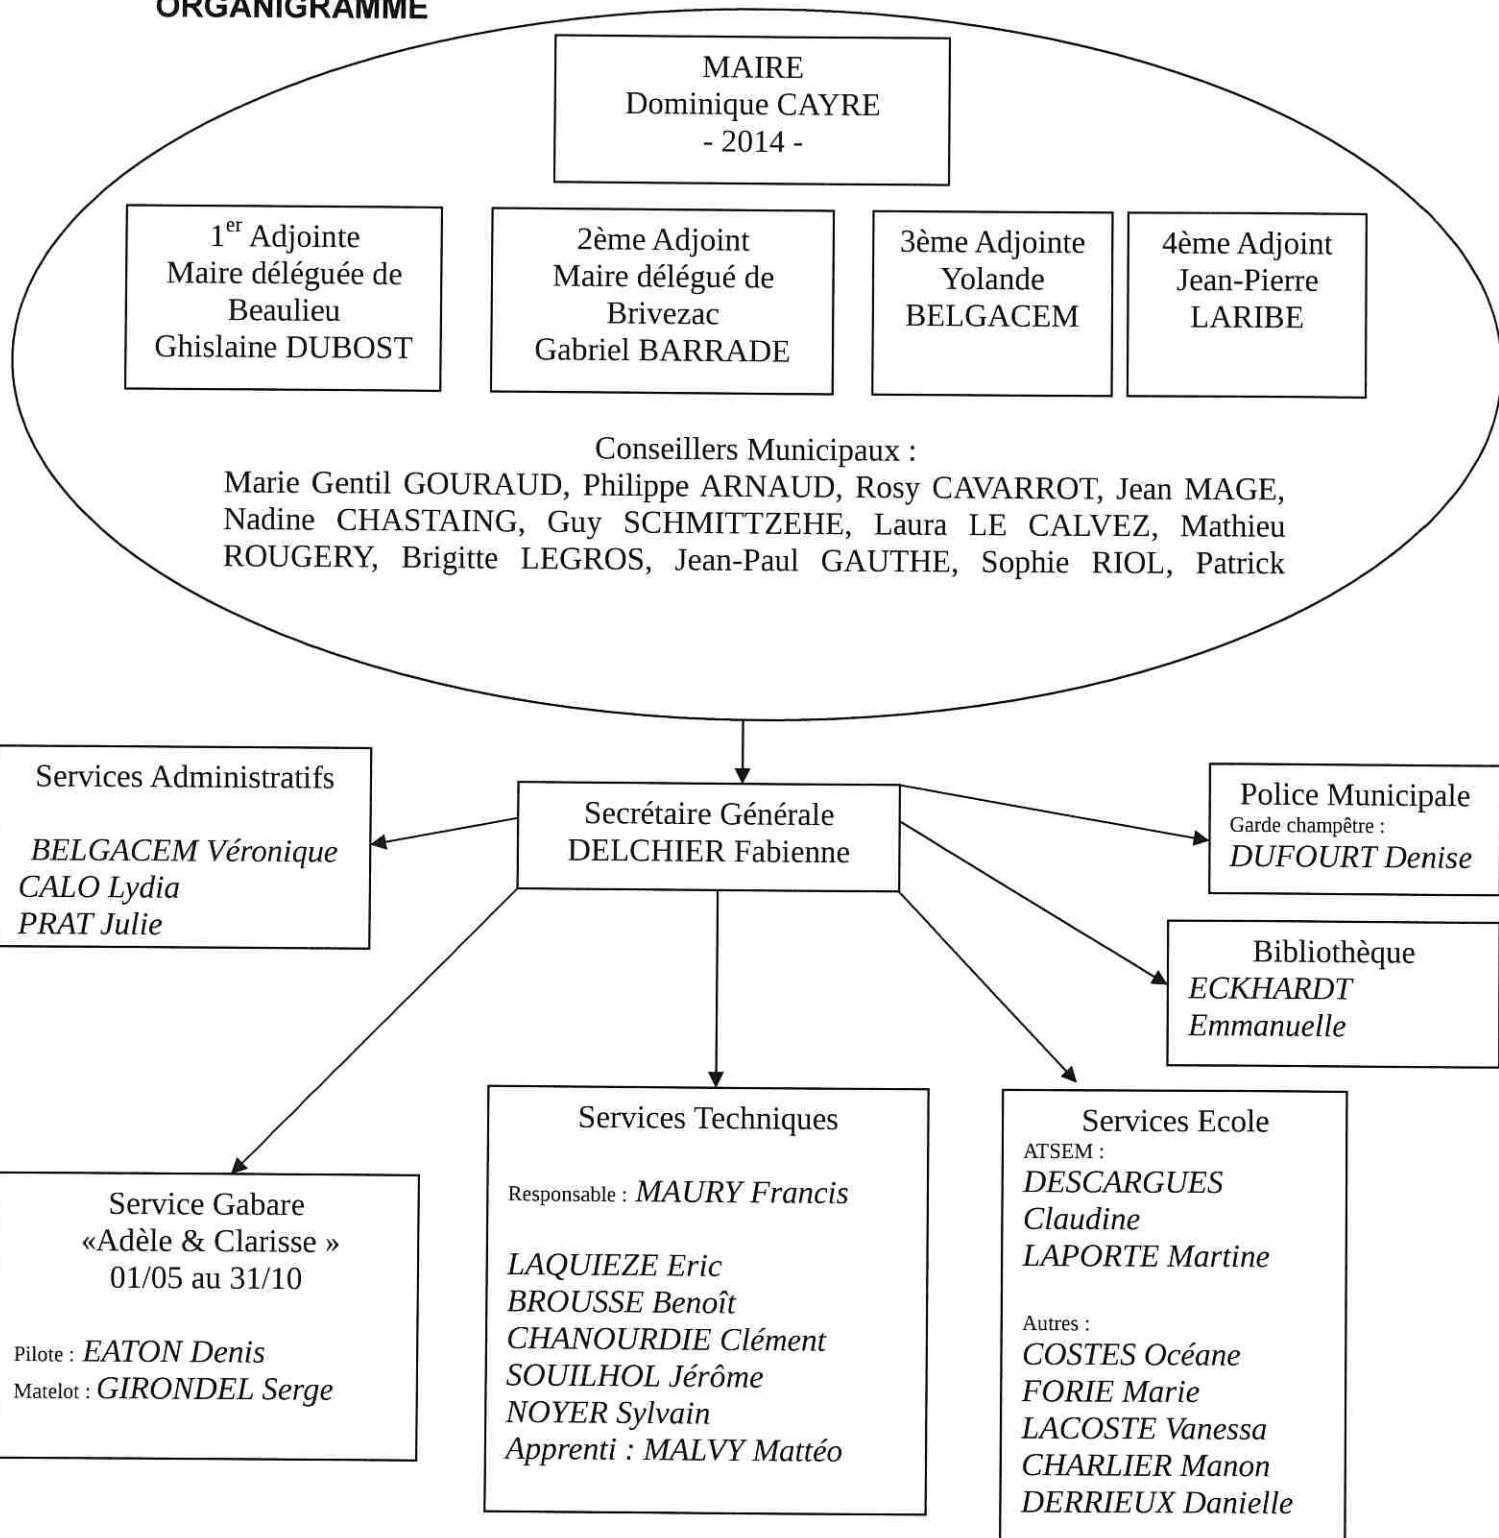 ORGANIGRAMME
MAIRE
Dominique CAYRE
- 2014 -
1er Adjointe
Maire déléguée de
Beaulieu
Ghislaine DUBOST
2ème Adjoint
Maire délégué de
Brivezac
Gabriel BARRADE
3ème Adjointe
Yolande
BELGACEM
4ème Adjoint
Jean-Pierre
LARIBE
Conseillers Municipaux :
Marie Gentil GOURAUD, Philippe ARNAUD, Rosy CAVARROT, Jean MAGE,
Nadine CHASTAING, Guy SCHMITTZEHE, Laura LE CALVEZ, Mathieu
ROUGERY, Brigitte LEGROS, Jean-Paul GAUTHE, Sophie RIOL, Patrick
Services Administratifs
BELGACEM Véronique
CALO Lydia
PRAT Julie
Secrétaire Générale
DELCHIER Fabienne
Police Municipale
Garde champêtre :
DUFOURT Denise
Bibliothèque
ECKHARDT
Emmanuelle
Service Gabare
«Adèle & Clarisse »
01/05 au 31/10
Pilote : EATON Denis
Matelot : GIRONDEL Serge
Services Techniques
Responsable : MAURY Francis
LAQUIEZE Eric
BROUSSE Benoît
CHANOURDIE Clément
SOUILHOL Jérôme
NOYER Sylvain
Apprenti : MALVY Mattéo
Services Ecole
ATSEM :
DESCARGUES
Claudine
LAPORTE Martine
Autres :
COSTES Océane
FORIE Marie
LACOSTE Vanessa
CHARLIER Manon
DERRIEUX Danielle